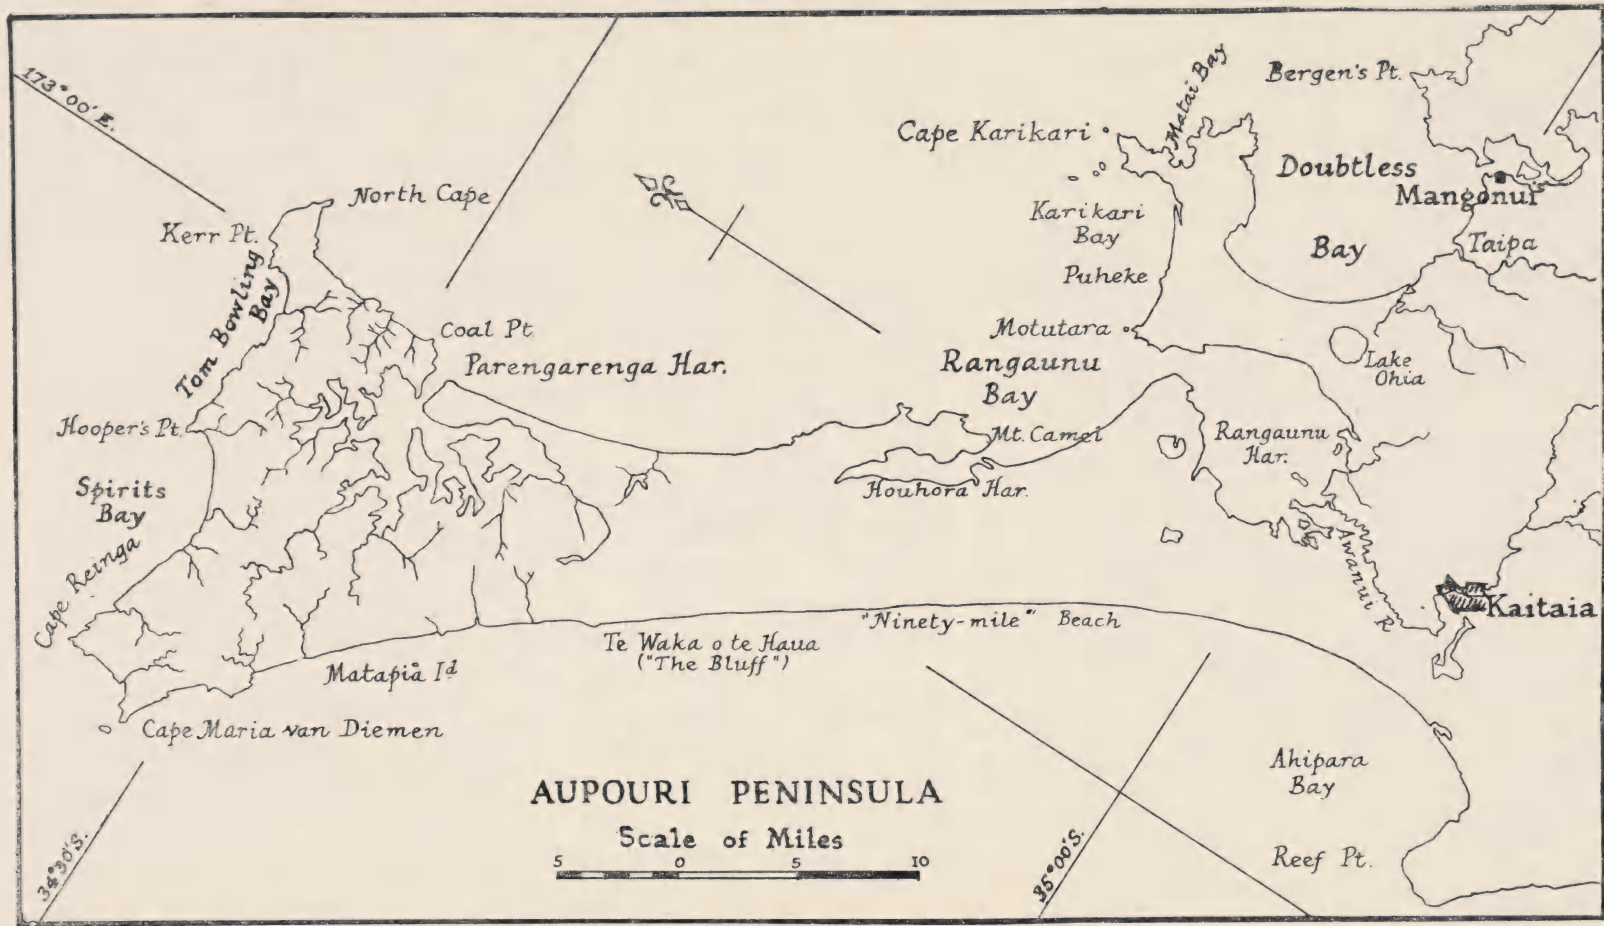 173°00' E.
North Cape
Kerr Pt.
Tom Bowling
Bay
Coal Pt
Parengarenga Har.
Hooper's Pt.
Spirits
Bay
Cape Reinga
Cape Maria van Diemen
Matapia Id
Te Waka o te Haua
("The Bluff")
"Ninety-mile" Beach
Houhora Har.
Mt. Camel
Rangaunu
Bay
Motutara
Puheke
Karikari
Bay
Cape Karikari
Matai Bay
Bergen's Pt.
Doubtless
Bay
Mangonui
Taipa
Lake
Ohia
Rangaunu
Har.
Awanui R
Kaitaia
Ahipara
Bay
Reef Pt.
34°30'S.
35°00'S.
AUPOURI PENINSULA
Scale of Miles
5 0 5 10